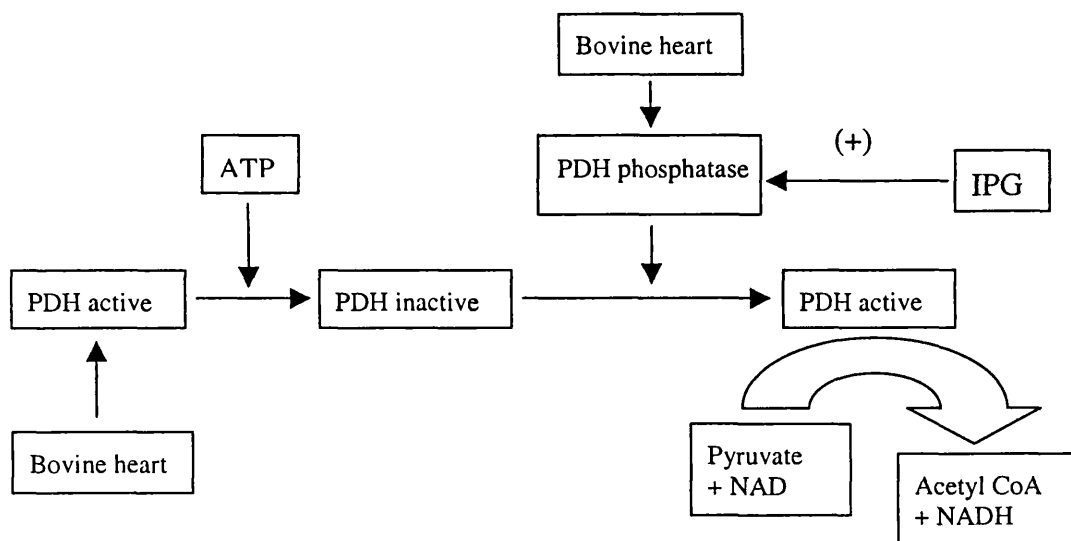 Bovine heart
ATP
PDH phosphatase
(+)
IPG
PDH active
PDH inactive
PDH active
Bovine heart
Pyruvate
+ NAD
Acetyl CoA
+ NADH